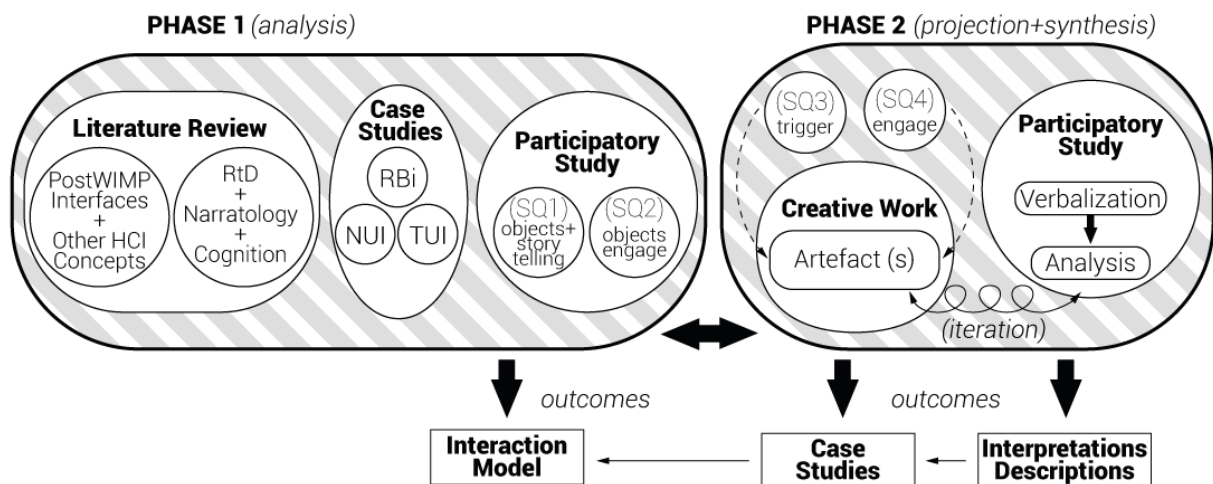 PHASE 1 (analysis)
Literature Review
PostWIMP
Interfaces
+
Other HCI
Concepts
RtD
+
Narratology
+
Cognition
Case
Studies
RBi
NUI
TUI
Participatory
Study
(SQ1)
objects+
story
telling
(SQ2)
objects
engage
PHASE 2 (projection+synthesis)
(SQ3)
trigger
(SQ4)
engage
Creative Work
Artefact (s)
Participatory
Study
Verbalization
Analysis
(iteration)
outcomes
outcomes
Interaction
Model
Case
Studies
Interpretations
Descriptions